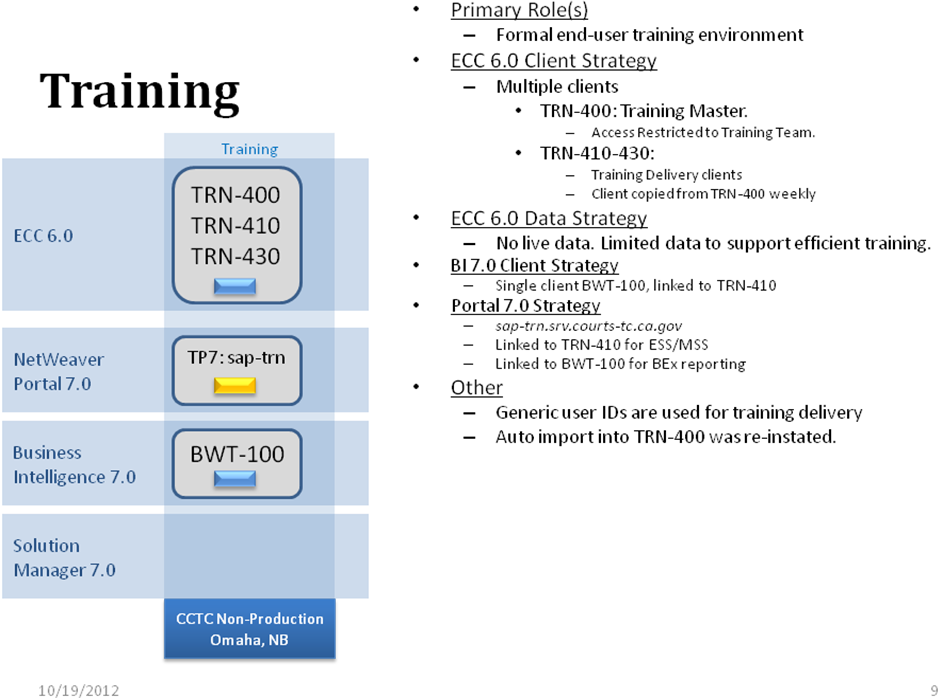 Training
Training
ECC 6.0
TRN-400
TRN-410
TRN-430
NetWeaver
Portal 7.0
TP7: sap-trn
Business
Intelligence 7.0
BWT-100
Solution
Manager 7.0
CCTC Non-Production
Omaha, NB
• Primary Role(s)
– Formal end-user training environment
• ECC 6.0 Client Strategy
– Multiple clients
• TRN-400: Training Master.
– Access Restricted to Training Team.
• TRN-410-430:
– Training Delivery clients
– Client copied from TRN-400 weekly
• ECC 6.0 Data Strategy
– No live data. Limited data to support efficient training.
• BI 7.0 Client Strategy
– Single client BWT-100, linked to TRN-410
• Portal 7.0 Strategy
– sap-trn.srv.courts-tc.ca.gov
– Linked to TRN-410 for ESS/MSS
– Linked to BWT-100 for BEx reporting
• Other
– Generic user IDs are used for training delivery
– Auto import into TRN-400 was re-instated.
10/19/2012
9